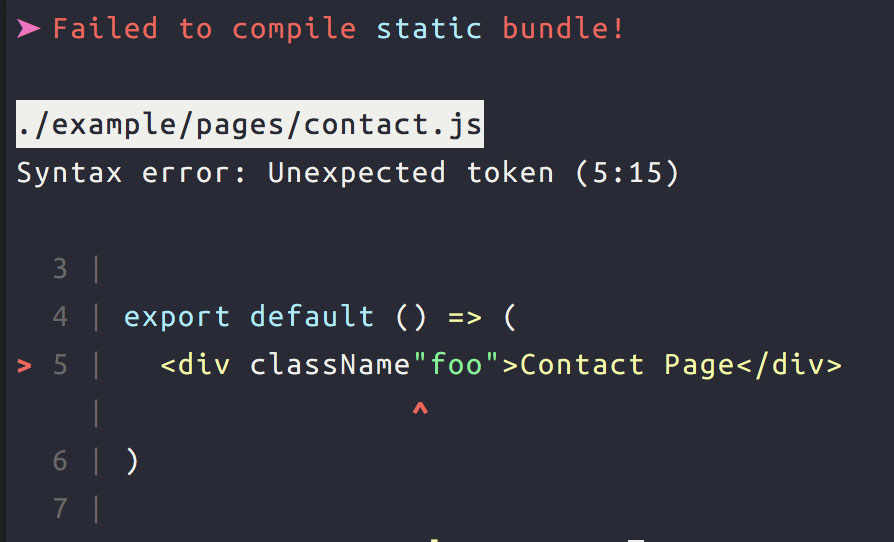 ➤ Failed to compile static bundle!
./example/pages/contact.js
Syntax error: Unexpected token (5:15)
  3 |
  4 | export default () => (
> 5 |   <div className"foo">Contact Page</div>
    |                 ^
  6 | )
  7 |